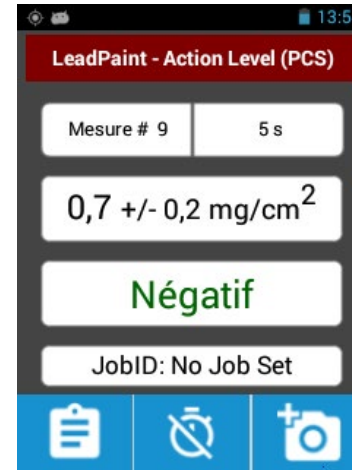 13:5
LeadPaint - Action Level (PCS)
Mesure # 9 5 s
0,7 +/- 0,2 mg/cm2
Négatif
JobID: No Job Set